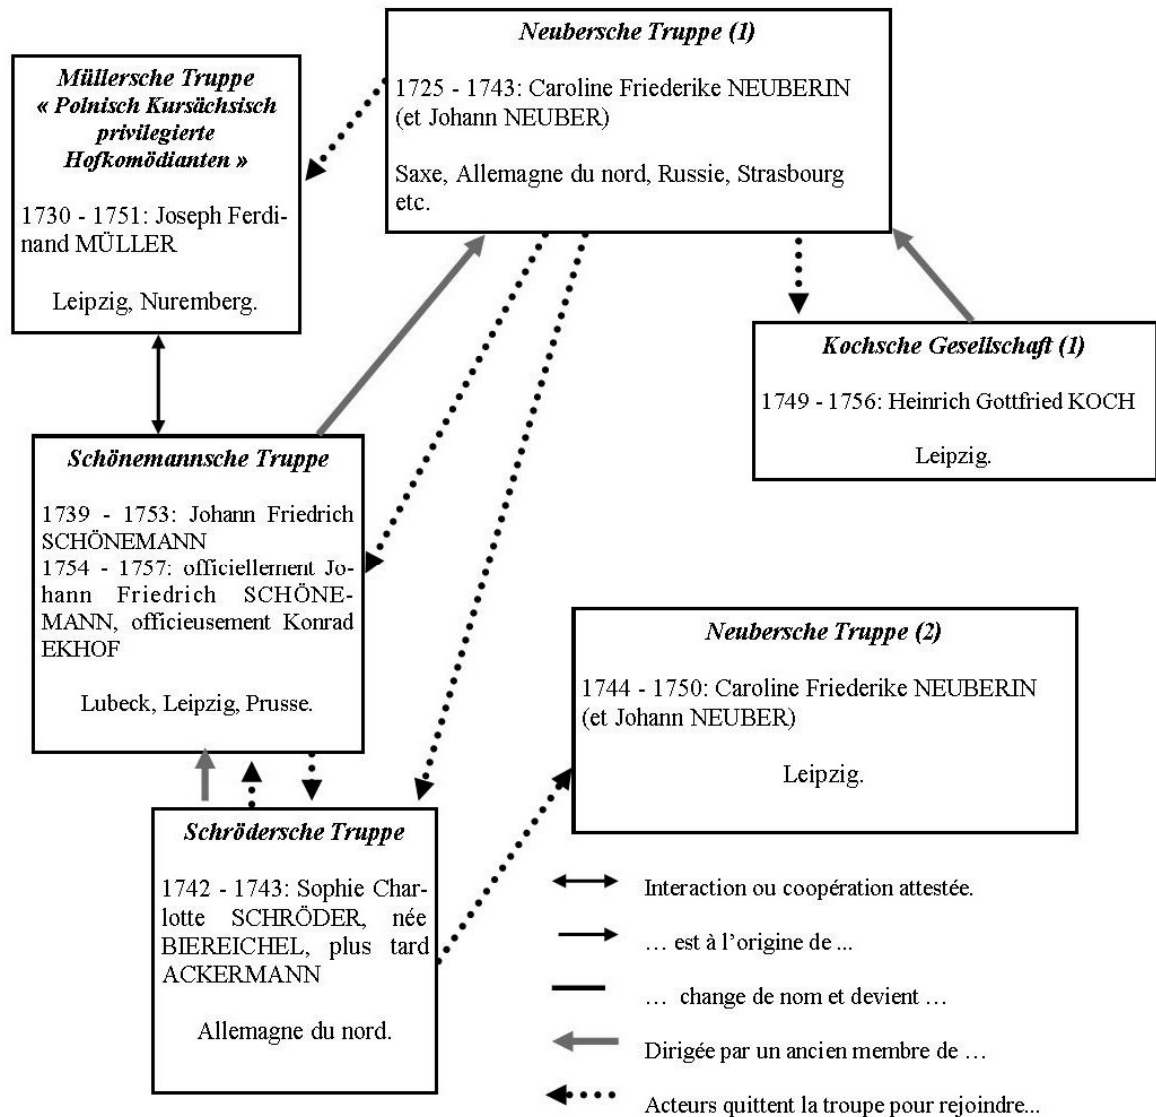 Neubersche Truppe (1)
1725 - 1743: Caroline Friederike NEUBERIN
(et Johann NEUBER)
Saxe, Allemagne du nord, Russie, Strasbourg
etc.
Müllersche Truppe
« Polnisch Kursächsisch
privilegierte
Hofkomödianten »
1730 - 1751: Joseph Ferdi-
nand MÜLLER
Leipzig, Nuremberg.
Kochsche Gesellschaft (1)
1749 - 1756: Heinrich Gottfried KOCH
Leipzig.
Schönemannsche Truppe
1739 - 1753: Johann Friedrich
SCHÖNEMANN
1754 - 1757: officiellement Jo-
hann Friedrich SCHÖNE-
MANN, officieusement Konrad
EKHOF
Lubeck, Leipzig, Prusse.
Neubersche Truppe (2)
1744 - 1750: Caroline Friederike NEUBERIN
(et Johann NEUBER)
Leipzig.
Schrödersche Truppe
1742 - 1743: Sophie Char-
lotte SCHRÖDER, née
BIEREICHEL, plus tard
ACKERMANN
Allemagne du nord.
Interaction ou coopération attestée.
… est à l'origine de ...
… change de nom et devient …
Dirigée par un ancien membre de …
Acteurs quittent la troupe pour rejoindre...